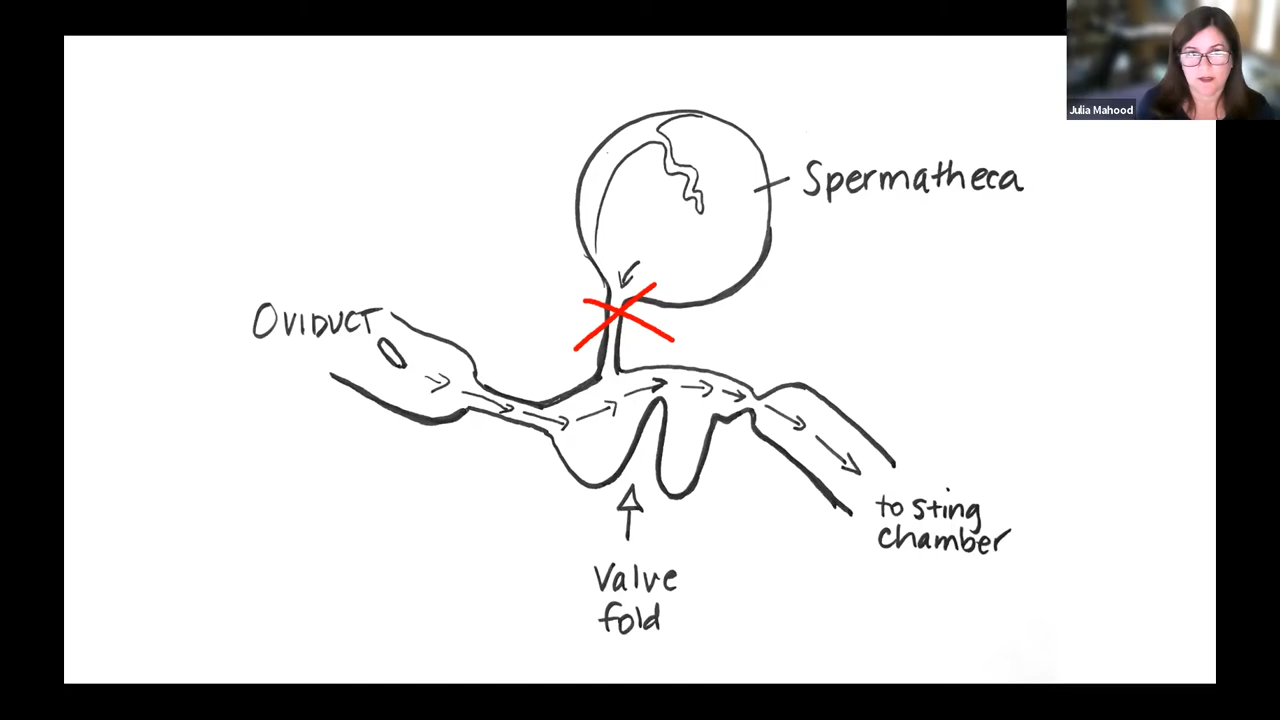 Julia Mahood
Spermatheca
OVIDUCT
to sting
chamber
Valve
fold